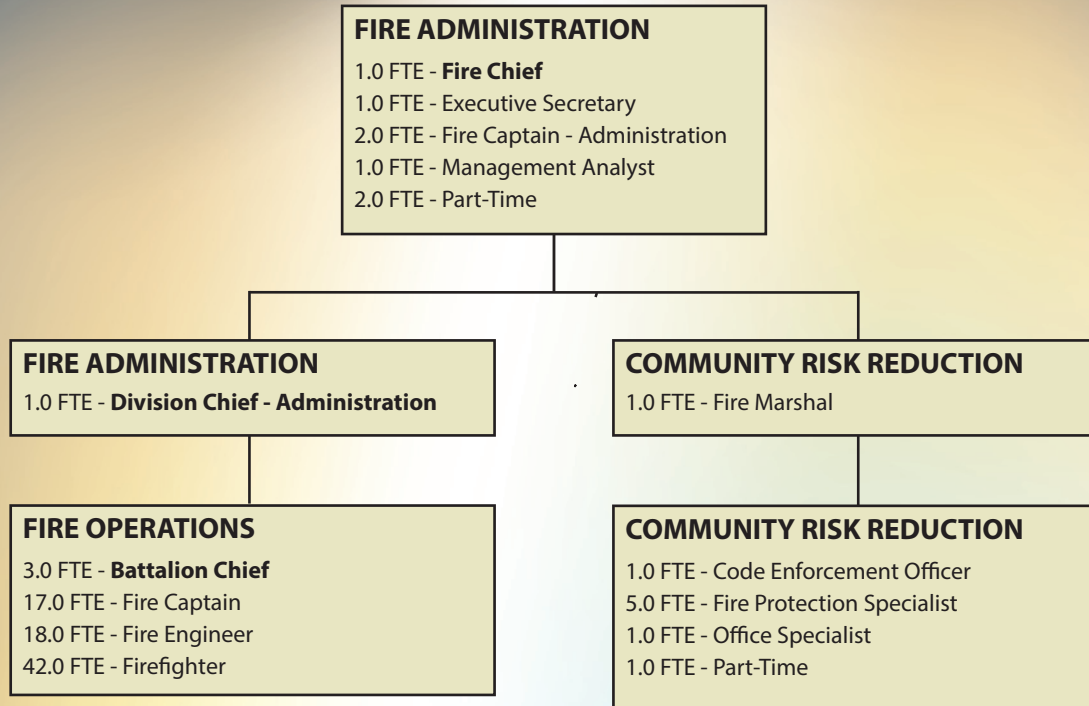 FIRE ADMINISTRATION
1.0 FTE - Fire Chief
1.0 FTE - Executive Secretary
2.0 FTE - Fire Captain - Administration
1.0 FTE - Management Analyst
2.0 FTE - Part-Time
FIRE ADMINISTRATION
1.0 FTE - Division Chief - Administration
COMMUNITY RISK REDUCTION
1.0 FTE - Fire Marshal
FIRE OPERATIONS
3.0 FTE - Battalion Chief
17.0 FTE - Fire Captain
18.0 FTE - Fire Engineer
42.0 FTE - Firefighter
COMMUNITY RISK REDUCTION
1.0 FTE - Code Enforcement Officer
5.0 FTE - Fire Protection Specialist
1.0 FTE - Office Specialist
1.0 FTE - Part-Time